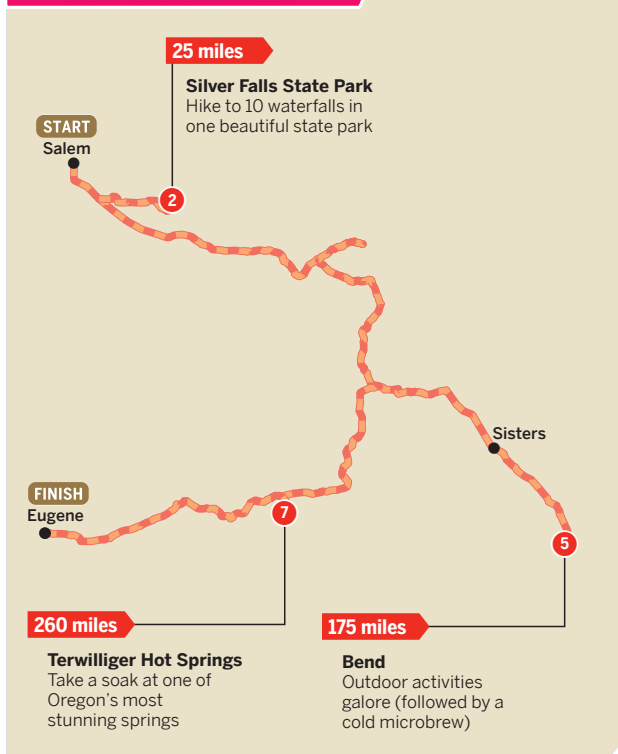 25 miles
Silver Falls State Park
Hike to 10 waterfalls in
one beautiful state park
START
Salem
2
Sisters
FINISH
Eugene
7
5
260 miles
Terwilliger Hot Springs
Take a soak at one of
Oregon's most
stunning springs
175 miles
Bend
Outdoor activities
galore (followed by a
cold microbrew)